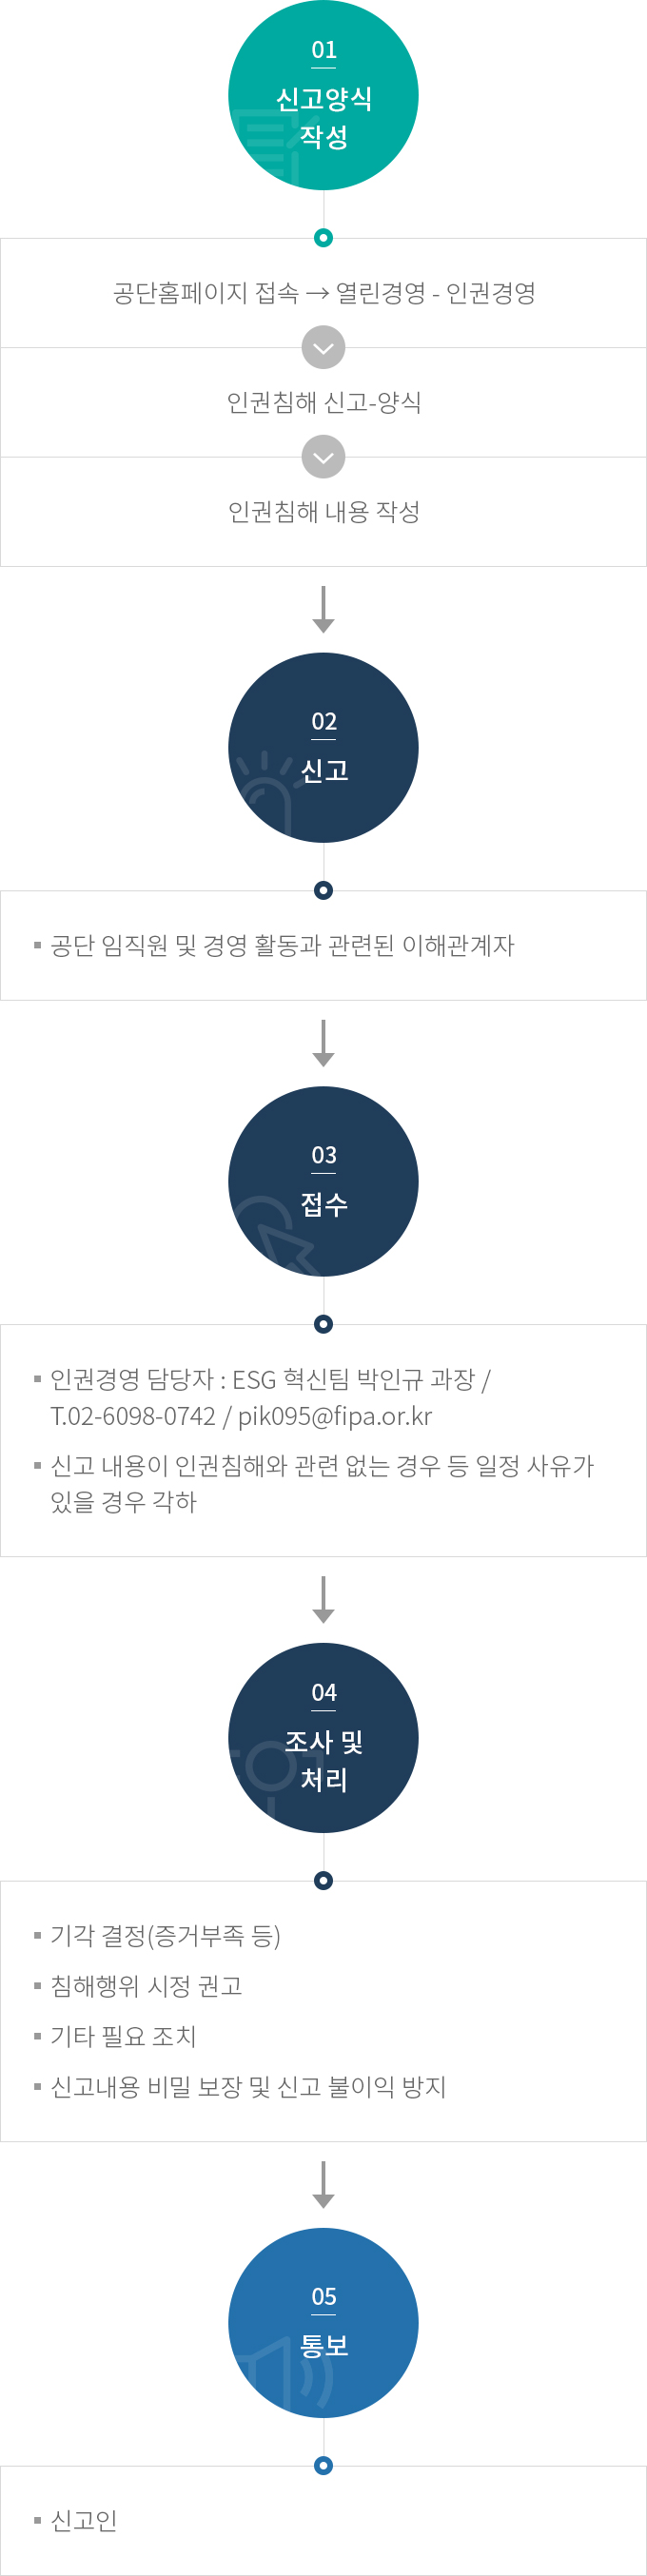 01
신고양식
작성
공단홈페이지 접속 → 열린경영 - 인권경영
인권침해 신고-양식
인권침해 내용 작성
02
신고
공단 임직원 및 경영 활동과 관련된 이해관계자
03
접수
인권경영 담당자 : ESG 혁신팀 박인규 과장 /
T.02-6098-0742 / pik095@fipa.or.kr
신고 내용이 인권침해와 관련 없는 경우 등 일정 사유가
있을 경우 각하
04
조사 및
처리
기각 결정(증거부족 등)
침해행위 시정 권고
기타 필요 조치
신고내용 비밀 보장 및 신고 불이익 방지
05
통보
신고인